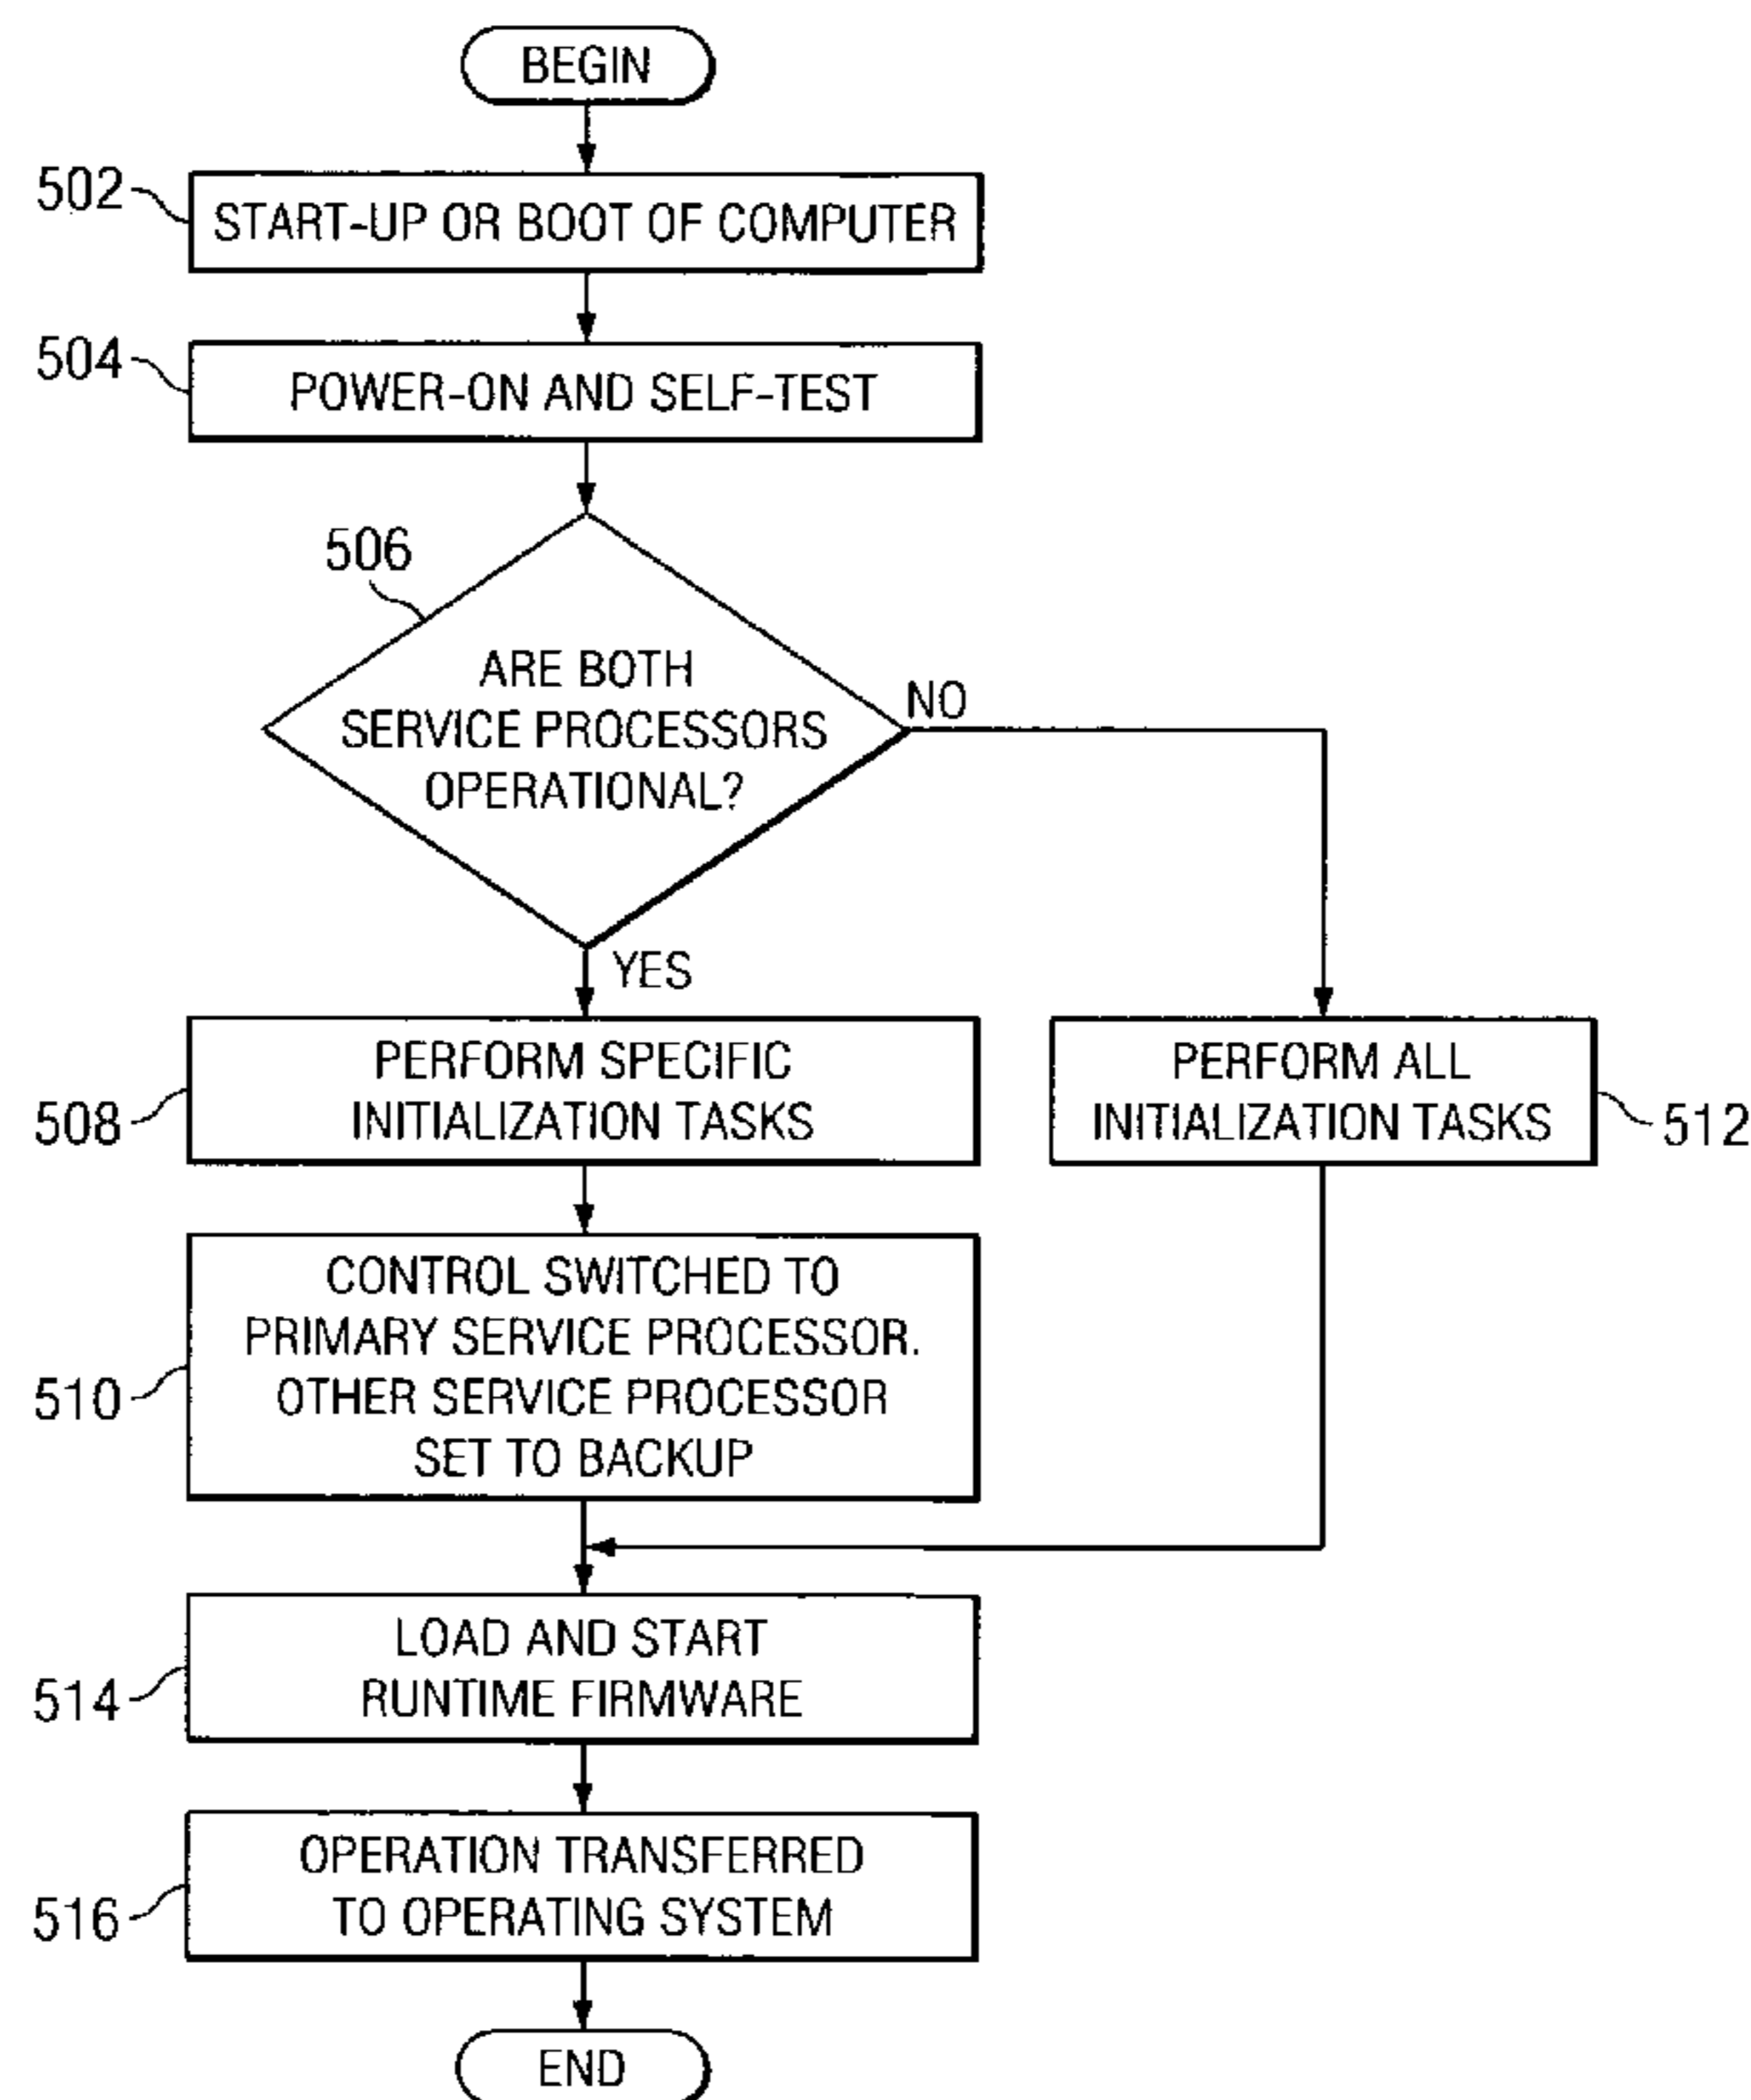 BEGIN
502
START-UP OR BOOT OF COMPUTER
504
POWER-ON AND SELF-TEST
506
ARE BOTH
SERVICE PROCESSORS
OPERATIONAL?
NO
YES
508
PERFORM SPECIFIC
INITIALIZATION TASKS
PERFORM ALL
INITIALIZATION TASKS
512
510
CONTROL SWITCHED TO
PRIMARY SERVICE PROCESSOR.
OTHER SERVICE PROCESSOR
SET TO BACKUP
514
LOAD AND START
RUNTIME FIRMWARE
516
OPERATION TRANSFERRED
TO OPERATING SYSTEM
END